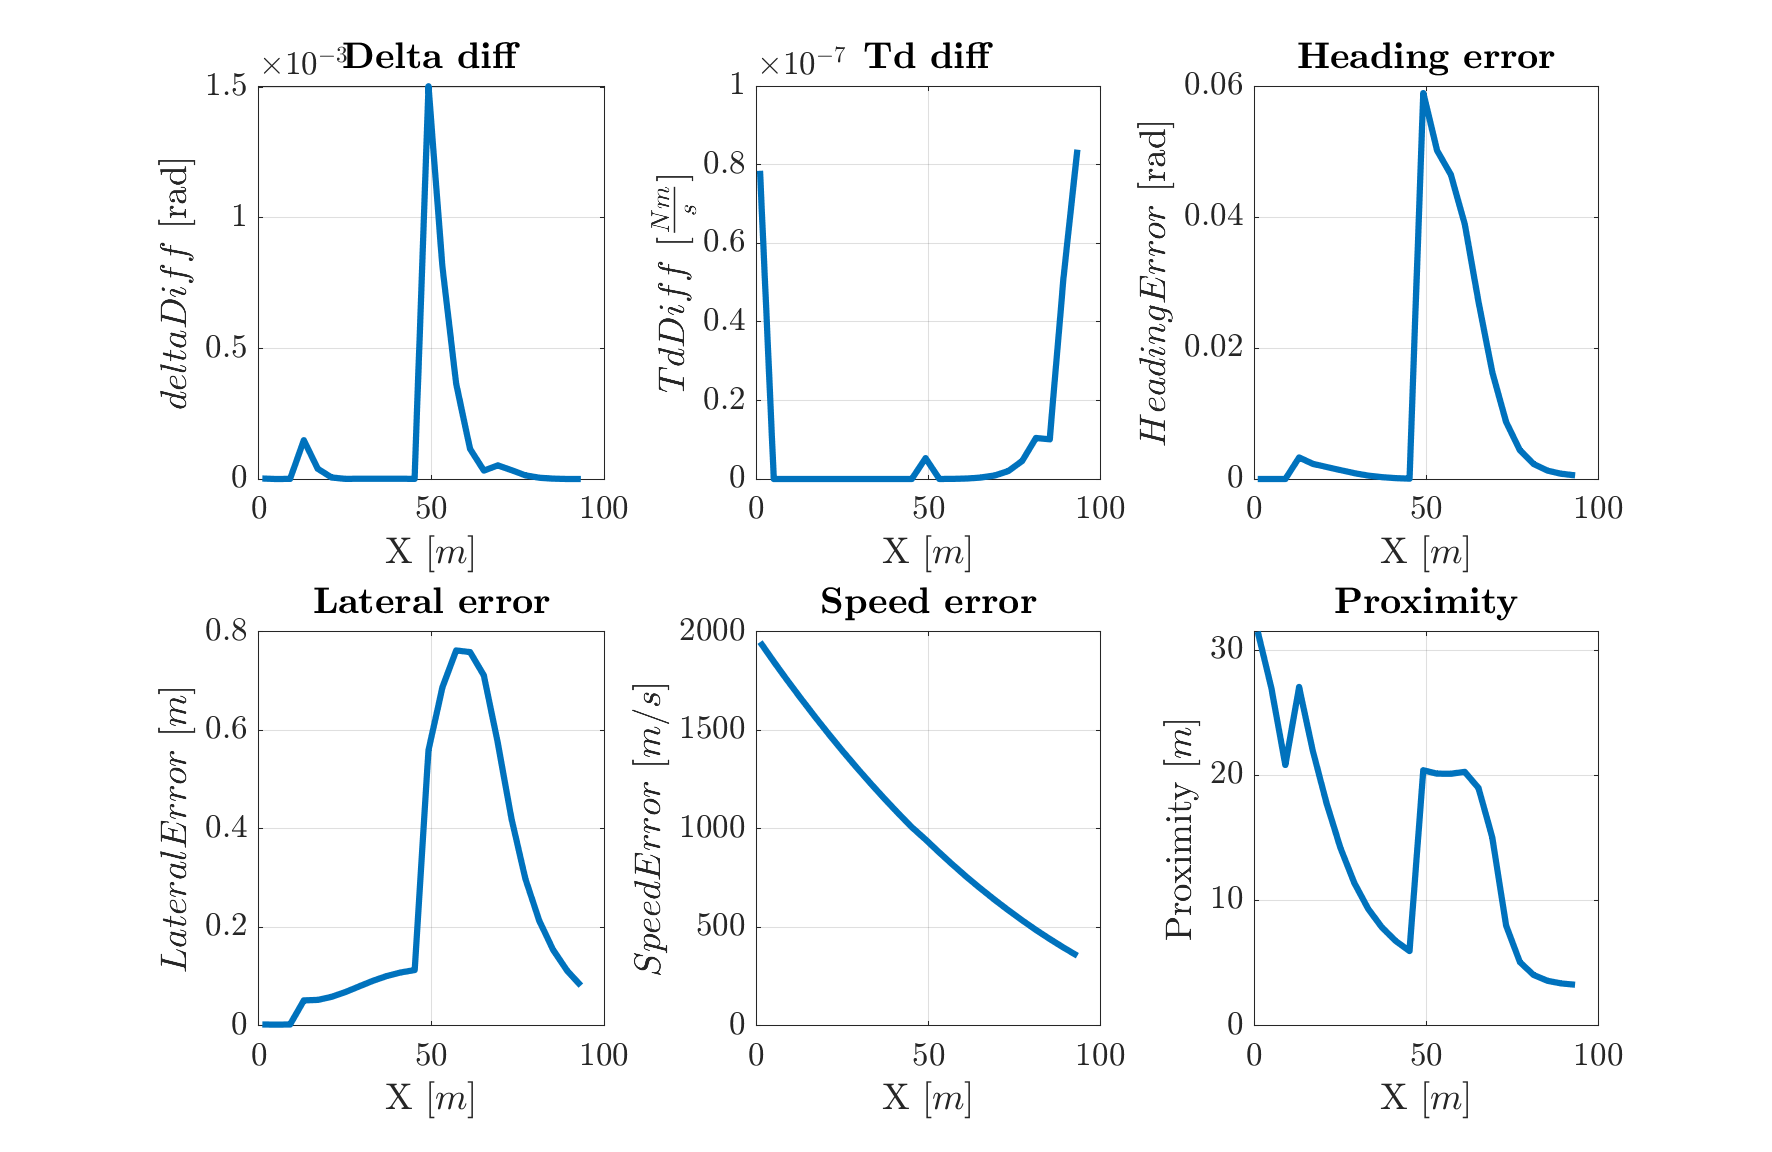 ×10⁻³
Delta diff
1.5
1
0.5
0
0 50 100
deltaDiff [rad]
X [m]
×10⁻⁷
Td diff
1
0.8
0.6
0.4
0.2
0
0 50 100
TdDiff [Nm/s]
X [m]
Heading error
0.06
0.04
0.02
0
0 50 100
HeadingError [rad]
X [m]
Lateral error
0.8
0.6
0.4
0.2
0
0 50 100
LateralError [m]
X [m]
Speed error
2000
1500
1000
500
0
0 50 100
SpeedError [m/s]
X [m]
Proximity
30
20
10
0
0 50 100
Proximity [m]
X [m]